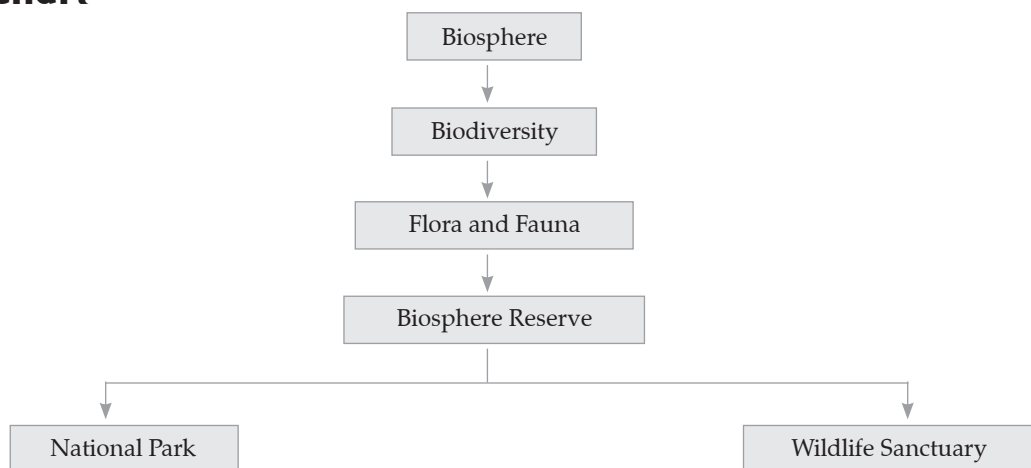 Biosphere
Biodiversity
Flora and Fauna
Biosphere Reserve
National Park
Wildlife Sanctuary